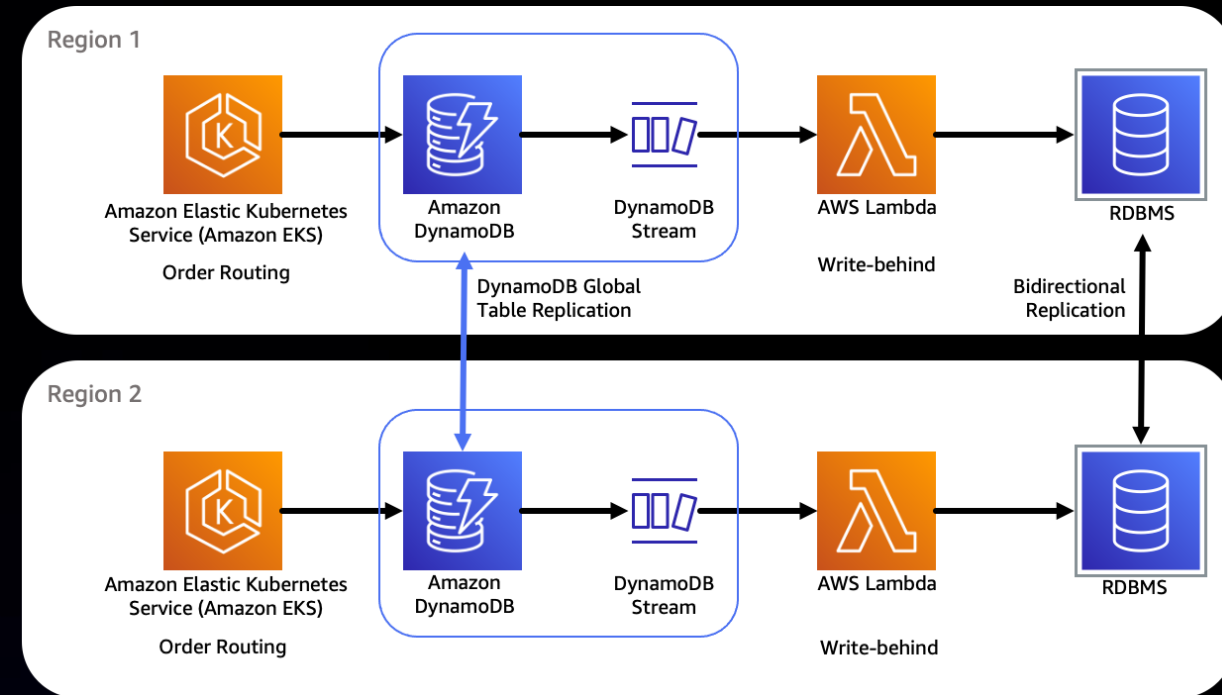 Region 1
Amazon Elastic Kubernetes
Service (Amazon EKS)
Order Routing
Amazon
DynamoDB
DynamoDB
Stream
AWS Lambda
Write-behind
RDBMS
DynamoDB Global
Table Replication
Bidirectional
Replication
Region 2
Amazon Elastic Kubernetes
Service (Amazon EKS)
Order Routing
Amazon
DynamoDB
DynamoDB
Stream
AWS Lambda
Write-behind
RDBMS